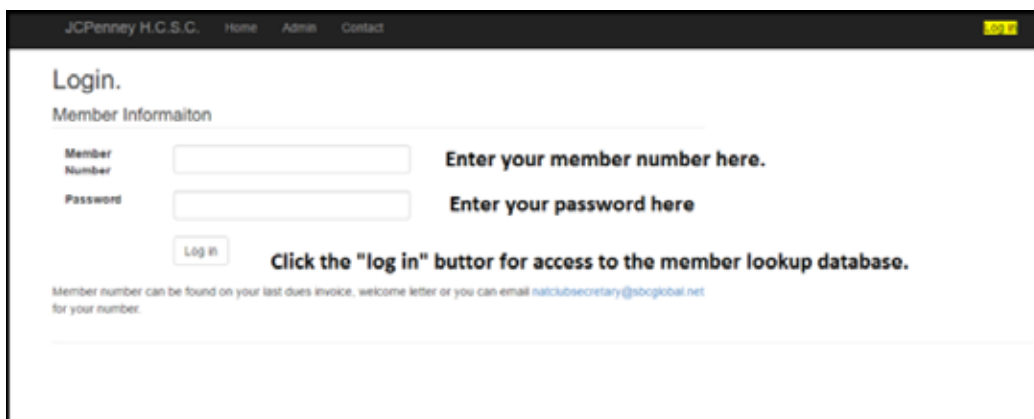 JCPenney H.C.S.C. Home Admin Contact Log in
Login.
Member Informaiton
Member Number Enter your member number here.
Password Enter your password here
Log in Click the "log in" buttor for access to the member lookup database.
Member number can be found on your last dues invoice, welcome letter or you can email natclubsecretary@sbcglobal.net
for your number.